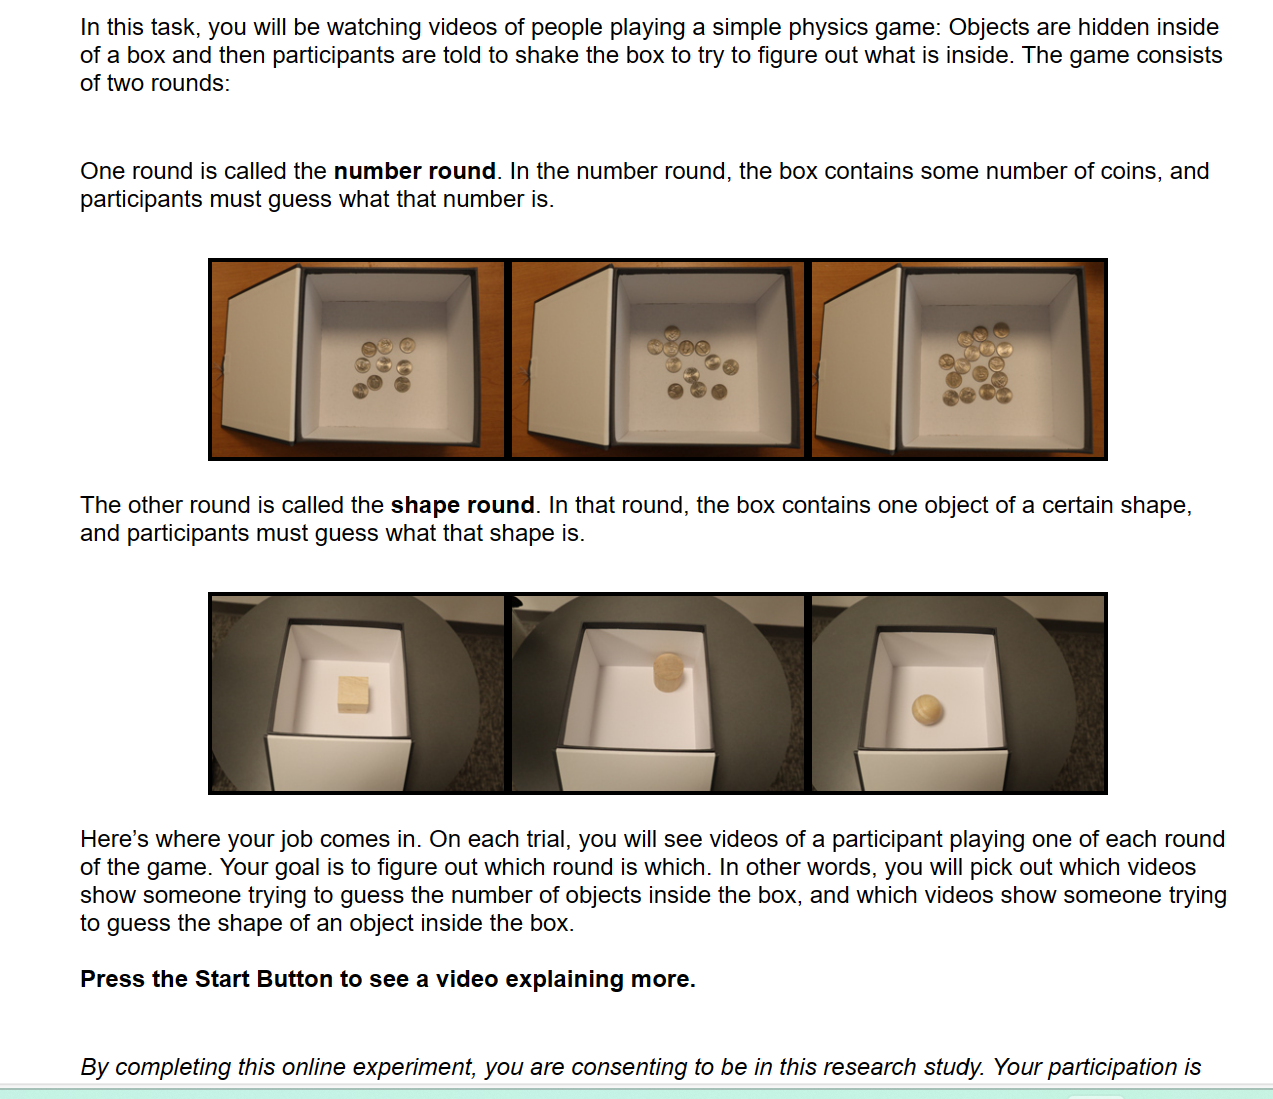 In this task, you will be watching videos of people playing a simple physics game: Objects are hidden inside
of a box and then participants are told to shake the box to try to figure out what is inside. The game consists
of two rounds:
One round is called the number round. In the number round, the box contains some number of coins, and
participants must guess what that number is.
The other round is called the shape round. In that round, the box contains one object of a certain shape,
and participants must guess what that shape is.
Here’s where your job comes in. On each trial, you will see videos of a participant playing one of each round
of the game. Your goal is to figure out which round is which. In other words, you will pick out which videos
show someone trying to guess the number of objects inside the box, and which videos show someone trying
to guess the shape of an object inside the box.
Press the Start Button to see a video explaining more.
By completing this online experiment, you are consenting to be in this research study. Your participation is